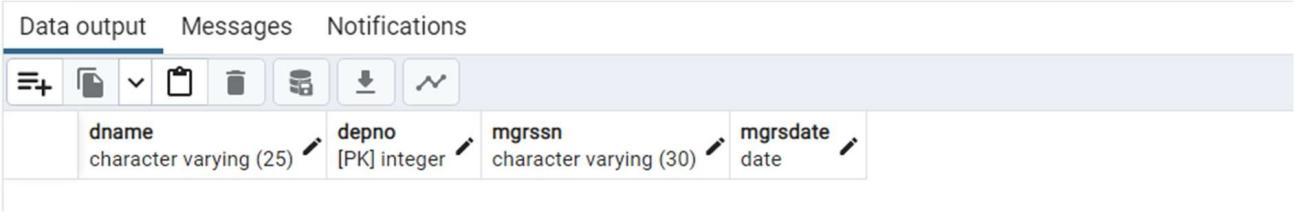 Data output Messages Notifications
dname depno mgrssn mgrsdate
character varying (25) [PK] integer character varying (30) date